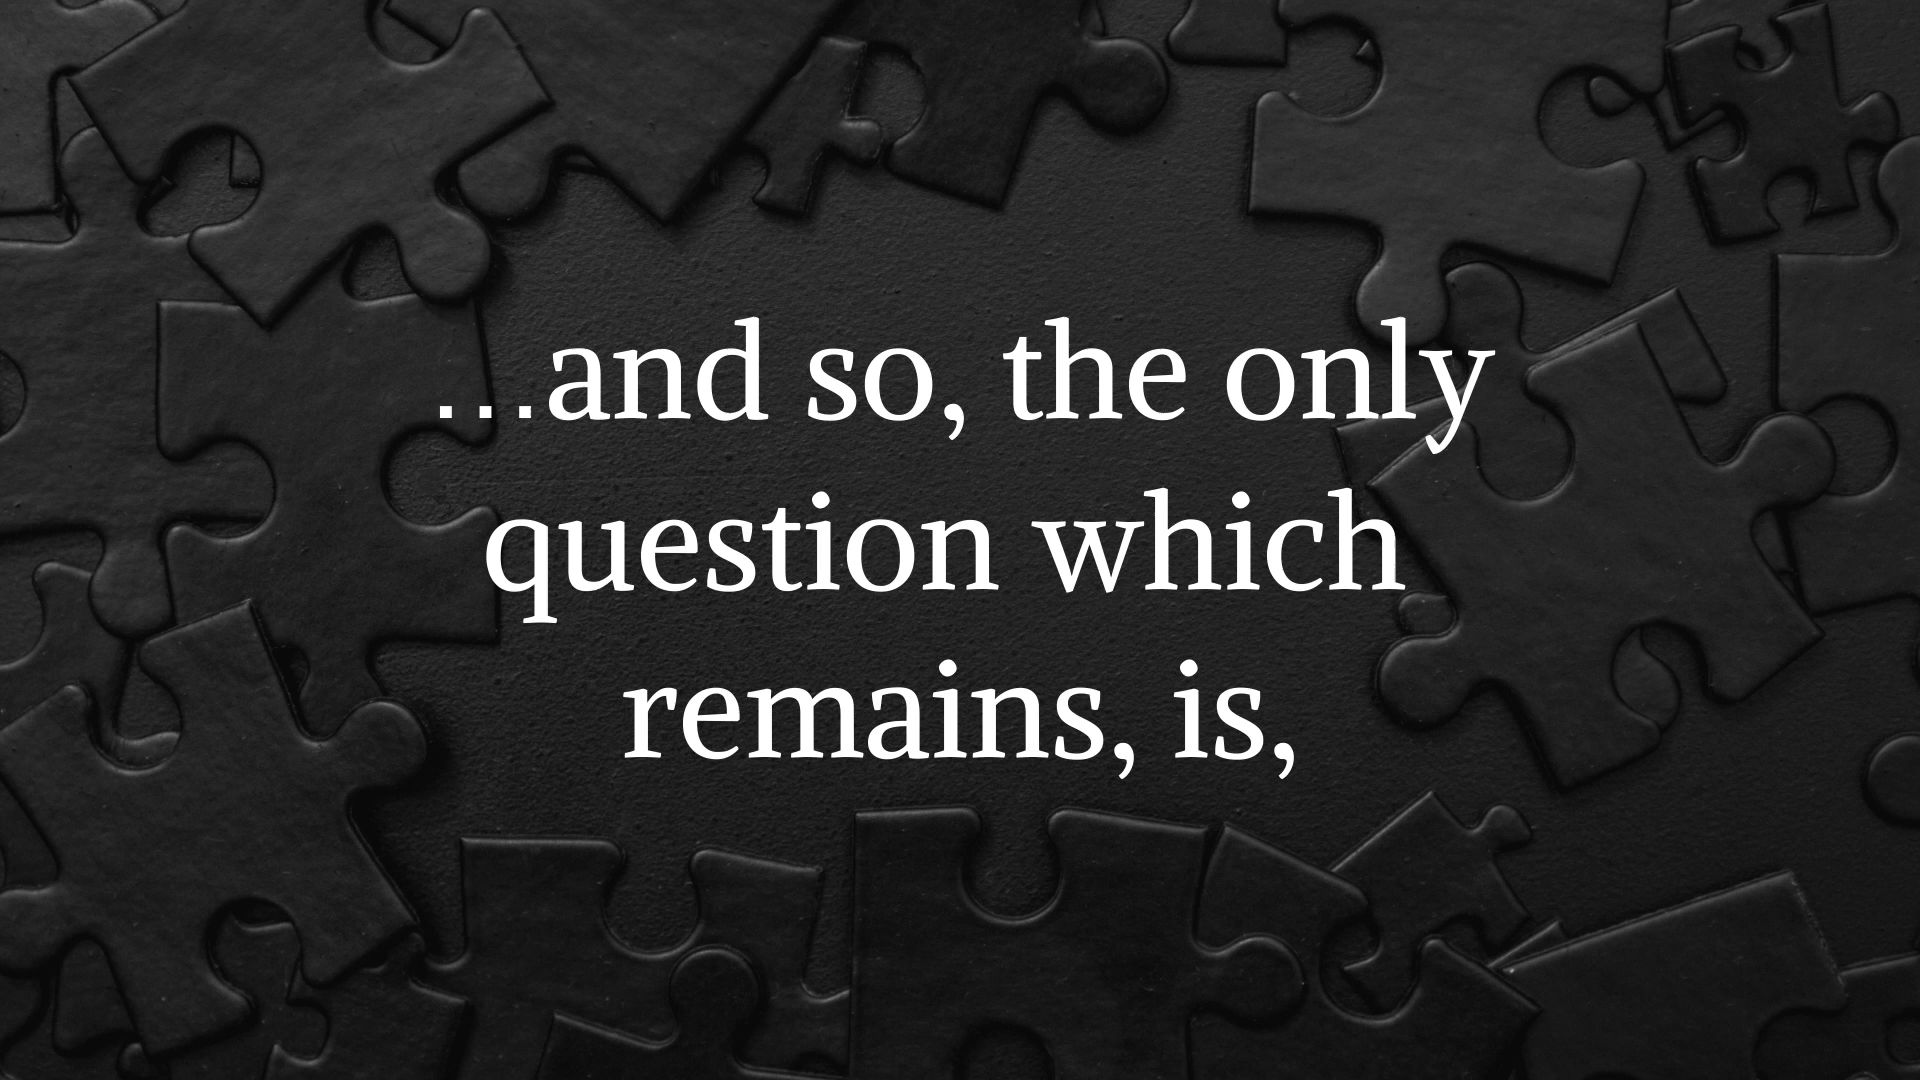 …and so, the only
question which
remains, is,